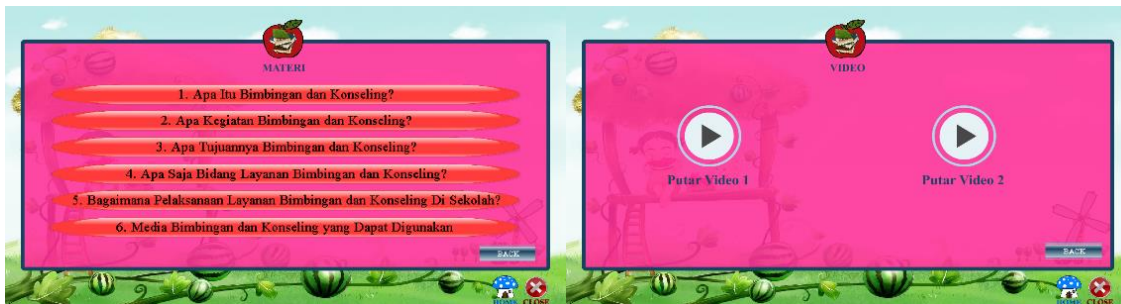 MATERI
1. Apa Itu Bimbingan dan Konseling?
2. Apa Kegiatan Bimbingan dan Konseling?
3. Apa Tujuannya Bimbingan dan Konseling?
4. Apa Saja Bidang Layanan Bimbingan dan Konseling?
5. Bagaimana Pelaksanaan Layanan Bimbingan dan Konseling Di Sekolah?
6. Media Bimbingan dan Konseling yang Dapat Digunakan
BACK
HOME CLOSE
VIDEO
Putar Video 1
Putar Video 2
BACK
HOME CLOSE